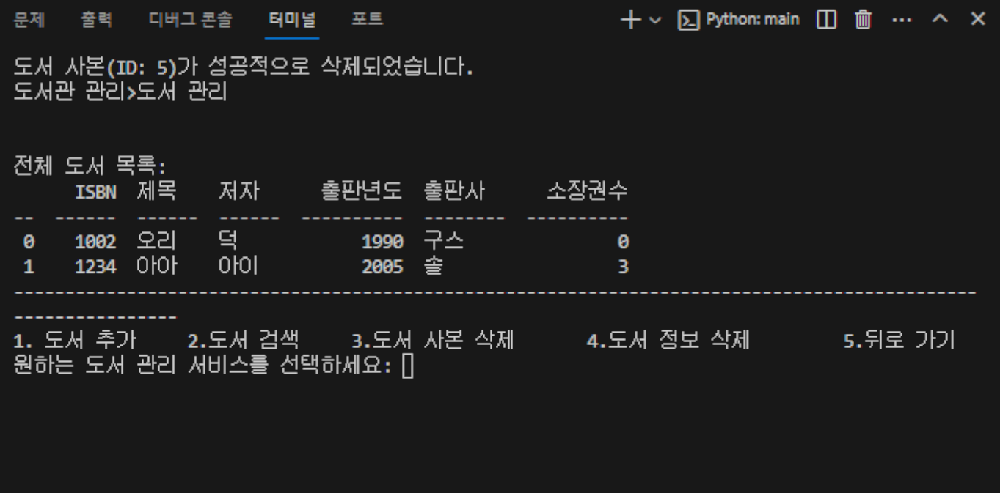 문제 출력 디버그 콘솔 터미널 포트 Python: main
도서 사본(ID: 5)가 성공적으로 삭제되었습니다.
도서관 관리>도서 관리
전체 도서 목록:
ISBN 제목 저자 출판년도 출판사 소장권수
-- ------ ------ ------ ---------- -------- ----------
0 1002 오리 덕 1990 구스 0
1 1234 아아 아이 2005 솔 3
----------------------------------------------------------------------------------------------
----------------
1. 도서 추가 2.도서 검색 3.도서 사본 삭제 4.도서 정보 삭제 5.뒤로 가기
원하는 도서 관리 서비스를 선택하세요: